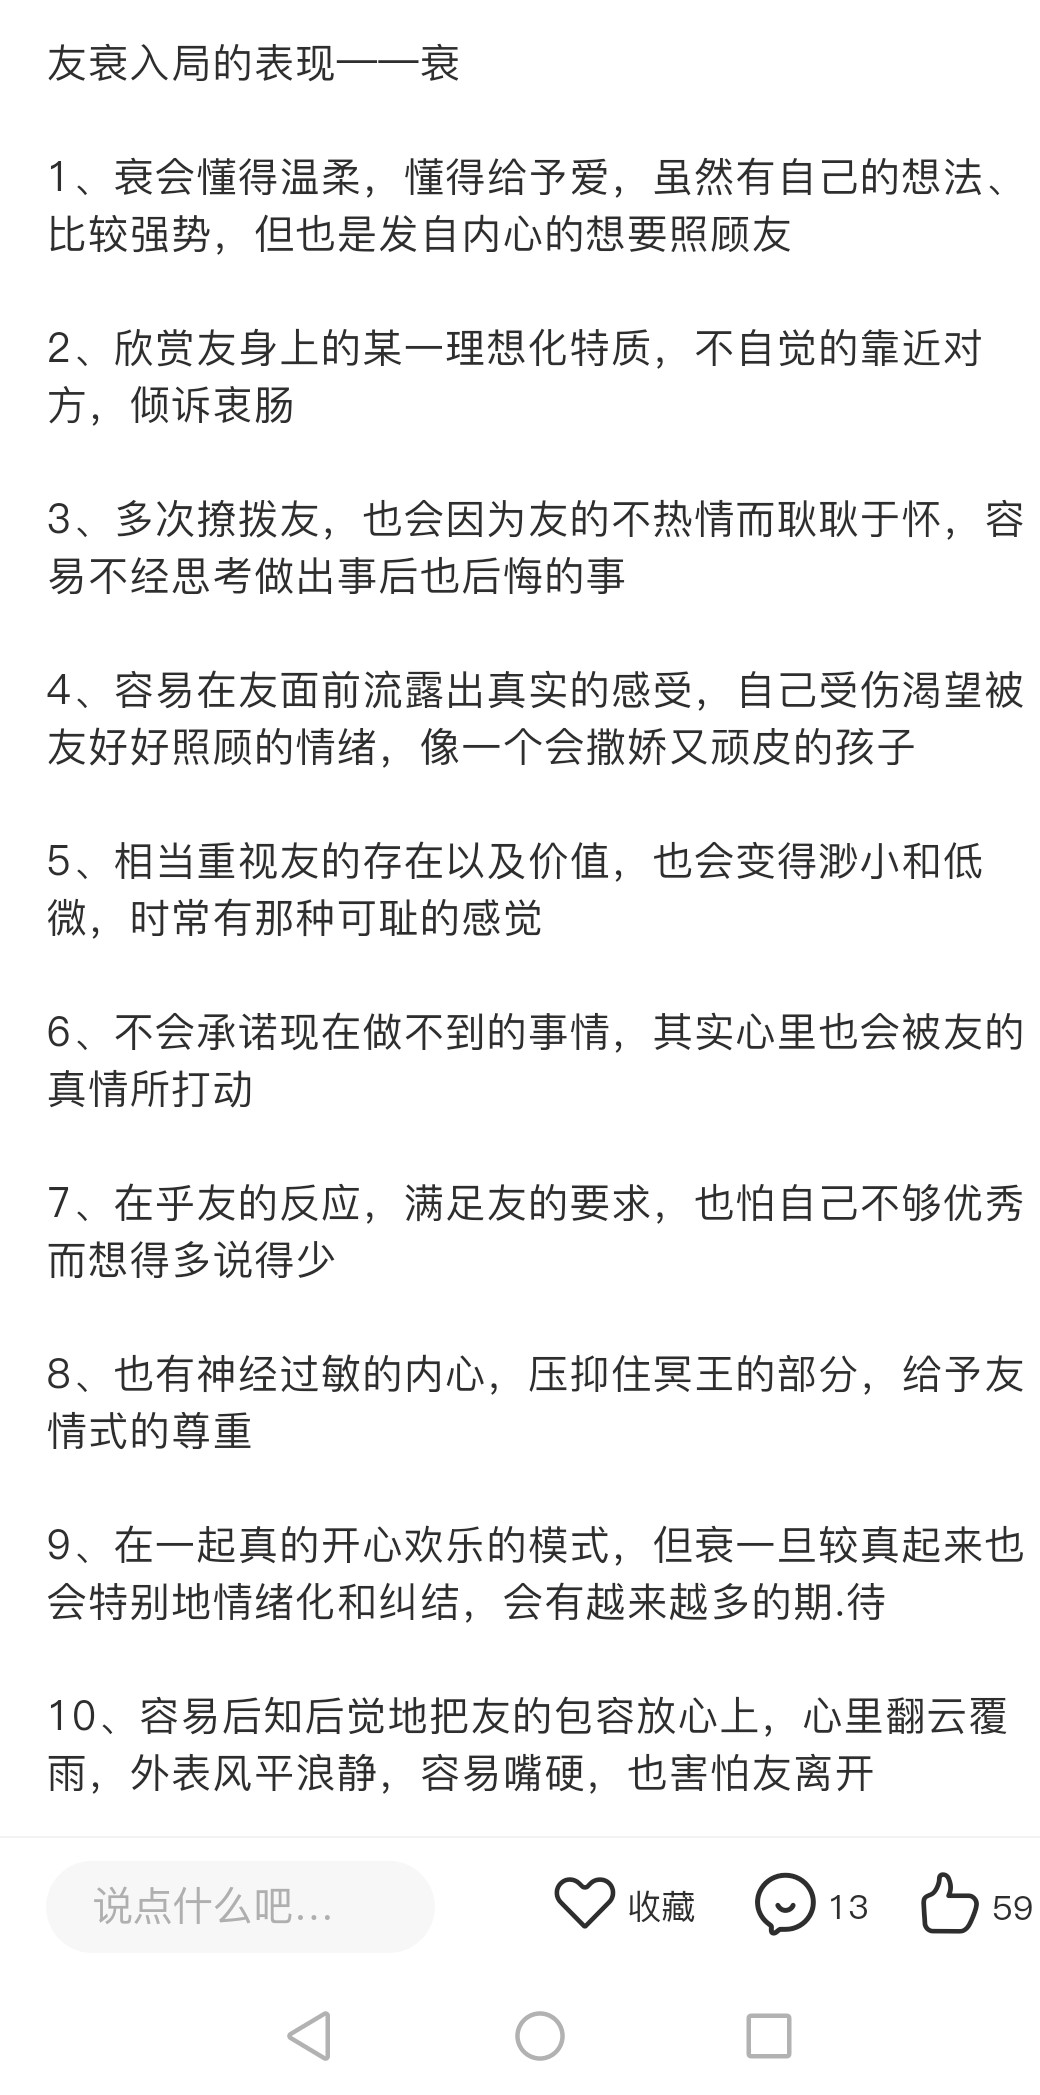 友衰入局的表现——衰
1、衰会懂得温柔，懂得给予爱，虽然有自己的想法、
比较强势，但也是发自内心的想要照顾友
2、欣赏友身上的某一理想化特质，不自觉的靠近对
方，倾诉衷肠
3、多次撩拨友，也会因为友的不热情而耿耿于怀，容
易不经思考做出事后也后悔的事
4、容易在友面前流露出真实的感受，自己受伤渴望被
友好好照顾的情绪，像一个会撒娇又顽皮的孩子
5、相当重视友的存在以及价值，也会变得渺小和低
微，时常有那种可耻的感觉
6、不会承诺现在做不到的事情，其实心里也会被友的
真情所打动
7、在乎友的反应，满足友的要求，也怕自己不够优秀
而想得多说得少
8、也有神经过敏的内心，压抑住冥王的部分，给予友
情式的尊重
9、在一起真的开心欢乐的模式，但衰一旦较真起来也
会特别地情绪化和纠结，会有越来越多的期.待
10、容易后知后觉地把友的包容放心上，心里翻云覆
雨，外表风平浪静，容易嘴硬，也害怕友离开
说点什么吧... 收藏 13 59